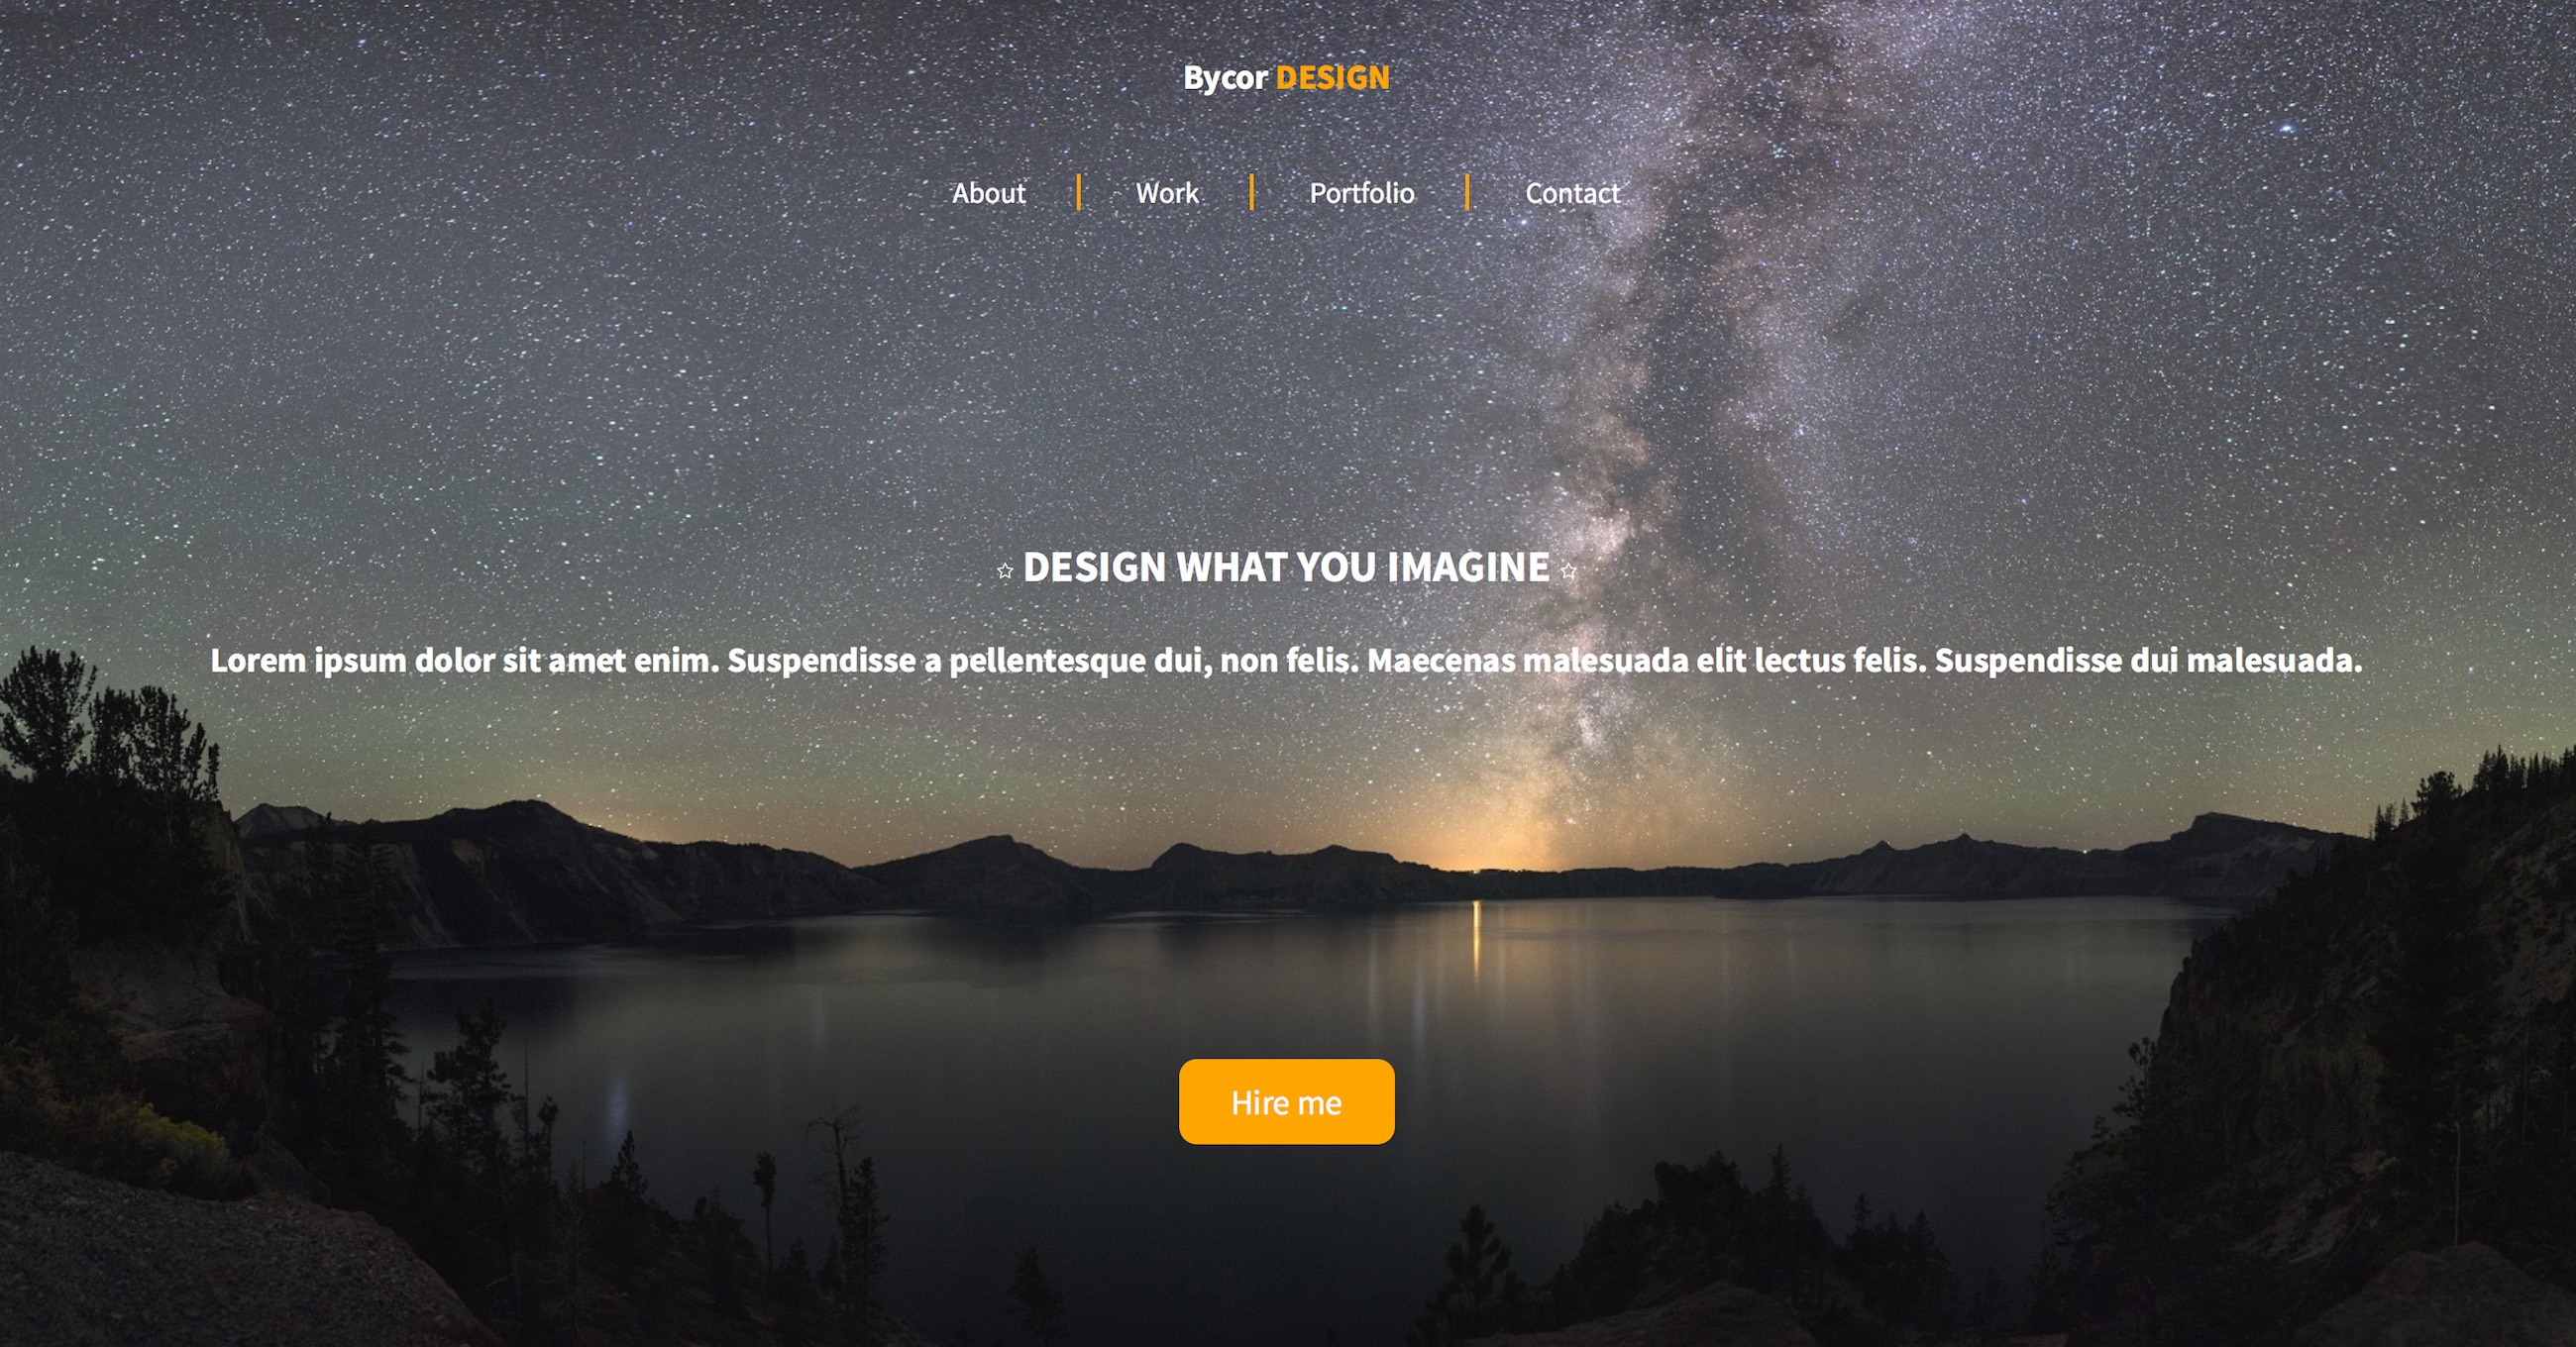 Bycor DESIGN
About | Work | Portfolio | Contact
☆ DESIGN WHAT YOU IMAGINE ☆
Lorem ipsum dolor sit amet enim. Suspendisse a pellentesque dui, non felis. Maecenas malesuada elit lectus felis. Suspendisse dui malesuada.
Hire me